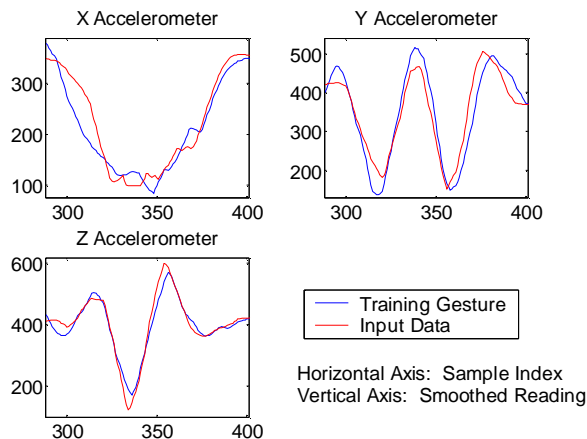 X Accelerometer
300
200
100
300
350
400
Y Accelerometer
500
400
300
200
300
350
400
Z Accelerometer
600
400
200
300
350
400
Training Gesture
Input Data
Horizontal Axis: Sample Index
Vertical Axis: Smoothed Reading